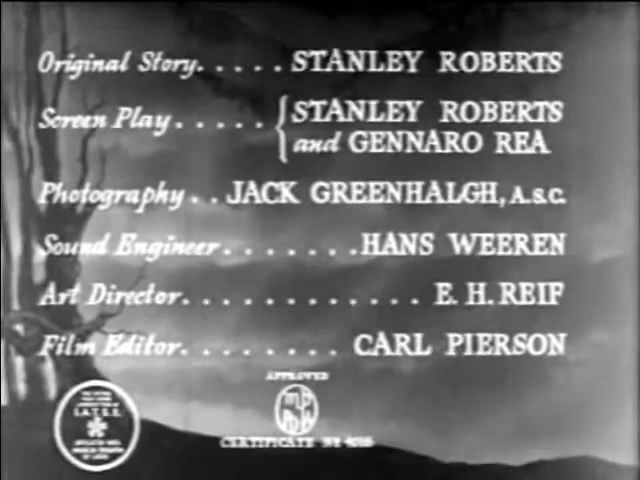 Original Story. . . . . STANLEY ROBERTS
Screen Play . . . . . { STANLEY ROBERTS
and GENNARO REA
Photography . . JACK GREENHALGH, A.S.C.
Sound Engineer . . . . . . . HANS WEEREN
Art Director. . . . . . . . . . . . . E. H. REIF
Film Editor. . . . . . . . CARL PIERSON
APPROVED
I.A.T.S.E.
CERTIFICATE Nº